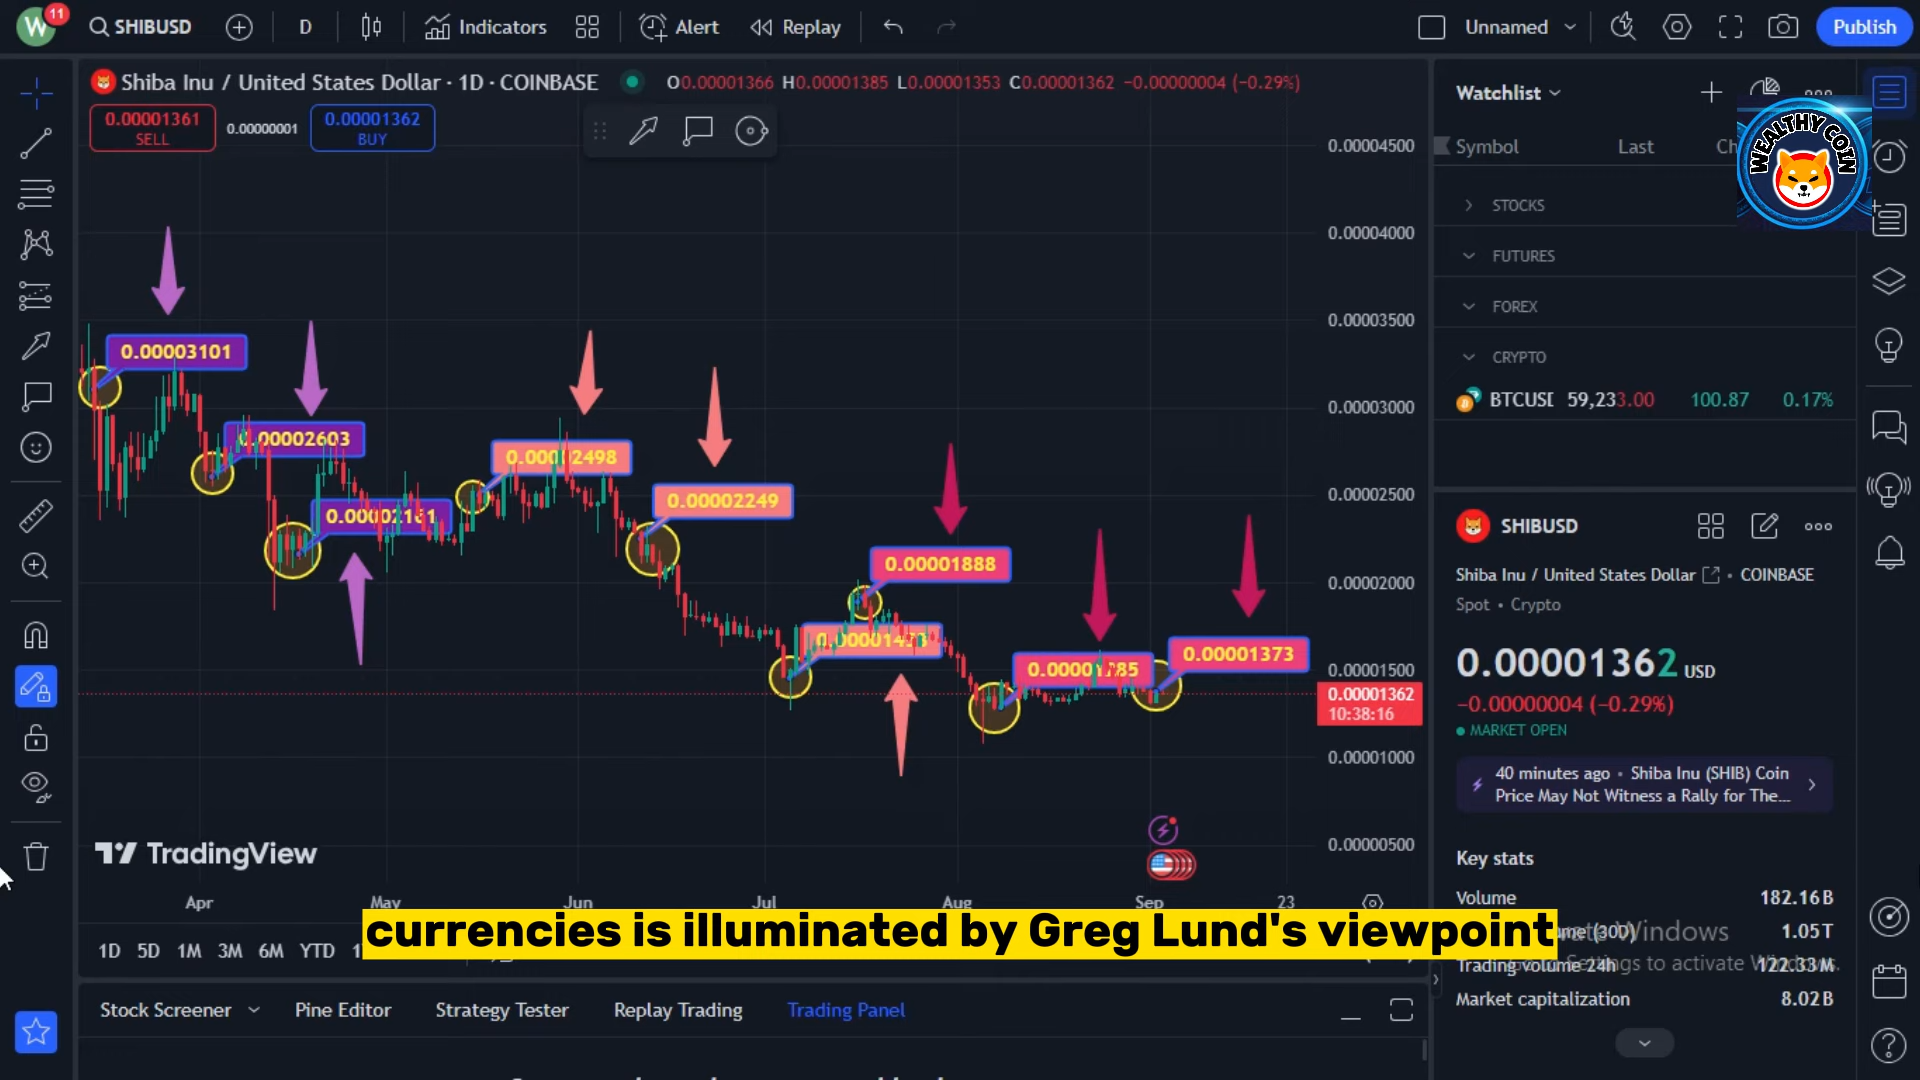 W
11
SHIBUSD
D
Indicators
Alert
Replay
Unnamed
Publish
Shiba Inu / United States Dollar · 1D · COINBASE
O0.00001366 H0.00001385 L0.00001353 C0.00001362 −0.00000004 (−0.29%)
0.00001361
SELL
0.00000001
0.00001362
BUY
0.00004500
0.00004000
0.00003500
0.00003000
0.00002500
0.00002000
0.00001500
0.00001362
10:38:16
0.00001000
0.00000500
0.00003101
0.00002603
0.00002498
0.00002249
0.00001888
0.00001373
TradingView
Apr
May
Jun
Jul
Aug
Sep
23
currencies is illuminated by Greg Lund's viewpoint
1D 5D 1M 3M 6M YTD
Stock Screener
Pine Editor
Strategy Tester
Replay Trading
Trading Panel
Watchlist
WEALTHY COIN
Symbol
Last
Ch
STOCKS
FUTURES
FOREX
CRYPTO
BTCUSD 59,233.00 100.87 0.17%
SHIBUSD
Shiba Inu / United States Dollar • COINBASE
Spot • Crypto
0.00001362 USD
−0.00000004 (−0.29%)
MARKET OPEN
40 minutes ago • Shiba Inu (SHIB) Coin
Price May Not Witness a Rally for The...
Key stats
Volume 182.16B
(30D) 1.05T
Windows
Trading volume 24h 122.33M
Settings to activate
Market capitalization 8.02B